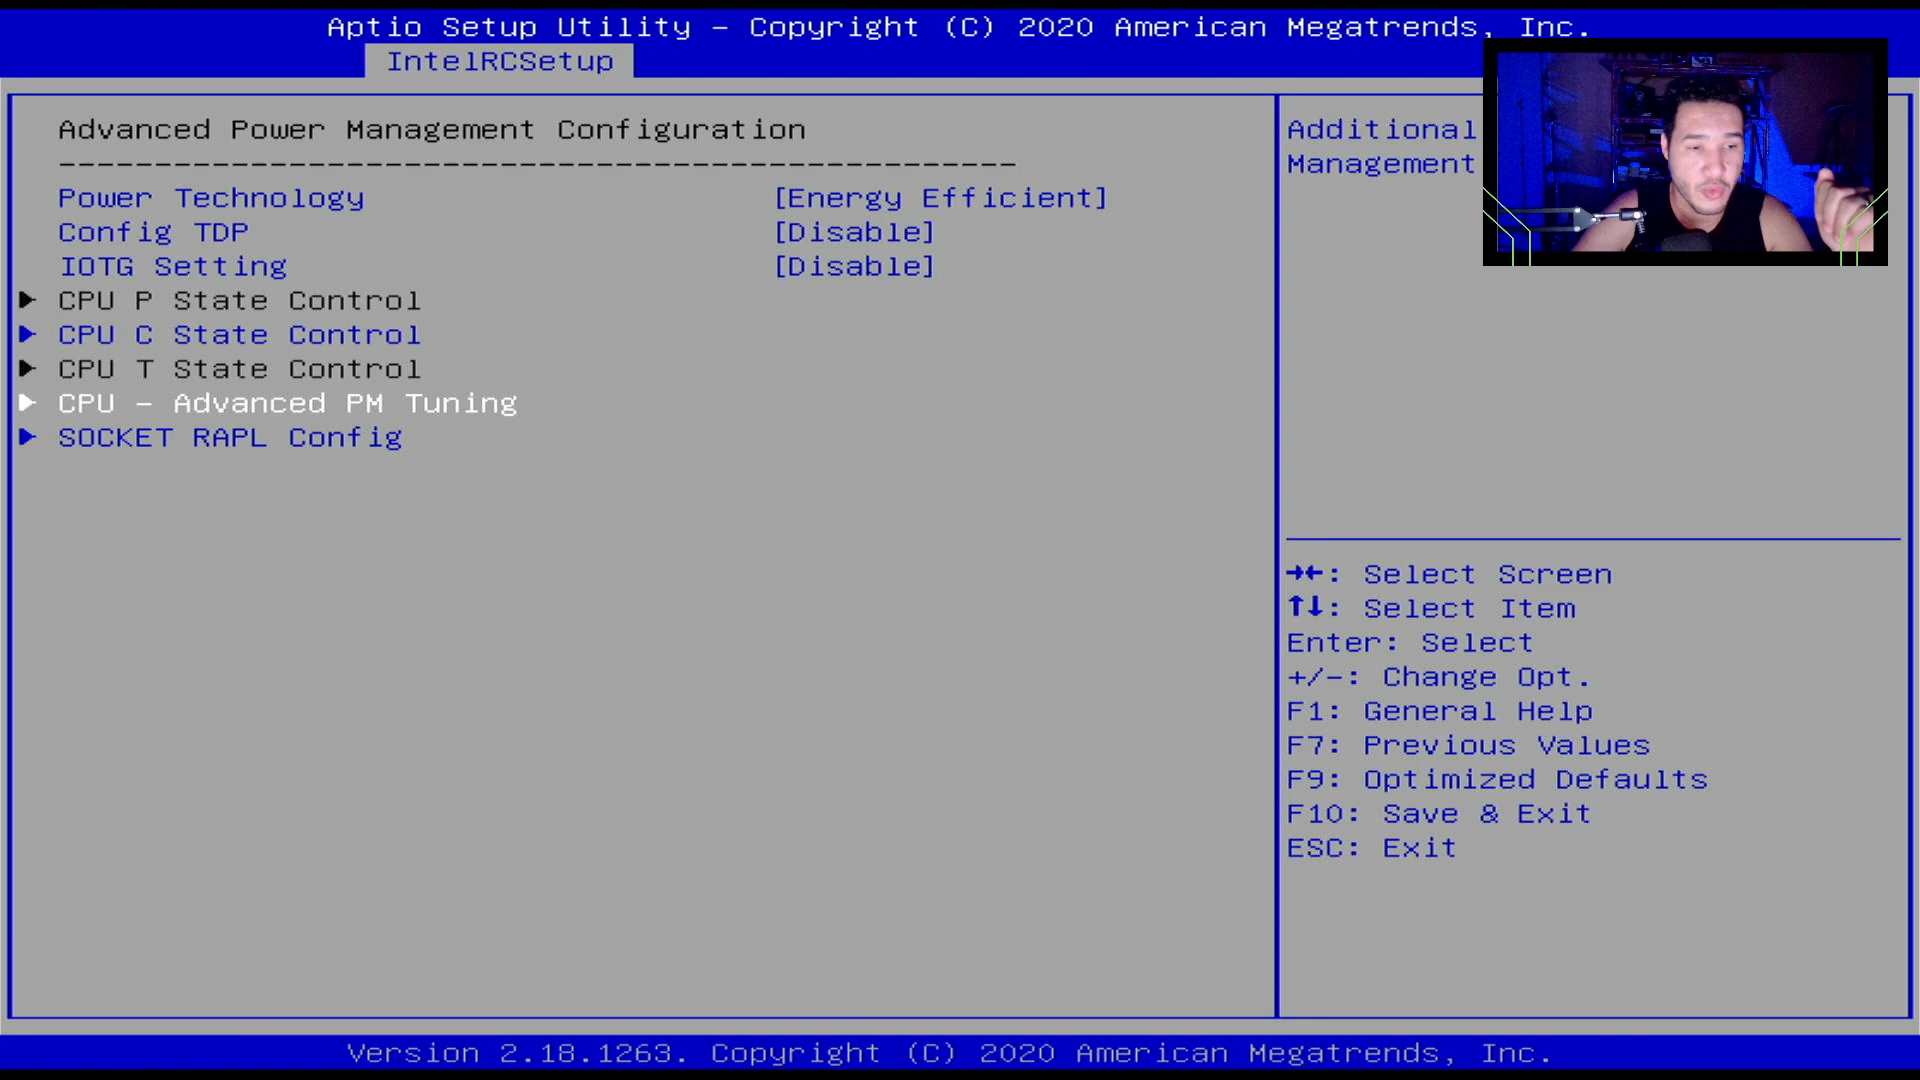 Aptio Setup Utility – Copyright (C) 2020 American Megatrends, Inc.
IntelRCSetup
Advanced Power Management Configuration
--------------------------------------------------
Power Technology [Energy Efficient]
Config TDP [Disable]
IOTG Setting [Disable]
CPU P State Control
CPU C State Control
CPU T State Control
CPU – Advanced PM Tuning
SOCKET RAPL Config
Additional
Management
→←: Select Screen
↑↓: Select Item
Enter: Select
+/-: Change Opt.
F1: General Help
F7: Previous Values
F9: Optimized Defaults
F10: Save & Exit
ESC: Exit
Version 2.18.1263. Copyright (C) 2020 American Megatrends, Inc.